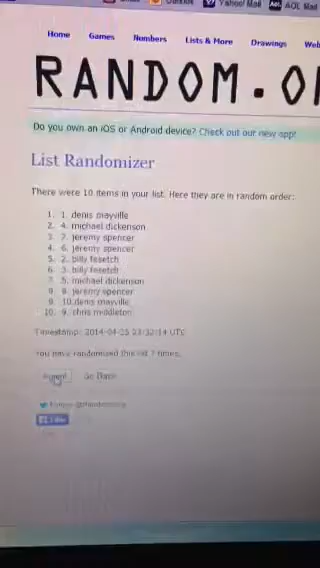 Yahoo! Mail AOL Mail
Home Games Numbers Lists & More Drawings Web
RANDOM.O
Do you own an iOS or Android device? Check out our new app!
List Randomizer
There were 10 items in your list. Here they are in random order:
1. 1. denis mayville
2. 4. michael dickenson
3. 7. jeremy spencer
4. 6. jeremy spencer
5. 2. billy fesetch
6. 3. billy fesetch
7. 5. michael dickenson
8. 8. jeremy spencer
9. 10.denis mayville
10. 9. chris middleton
Timestamp: 2014-04-25 23:32:14 UTC
You have randomized this list 7 times.
Again! Go Back
Follow
Like